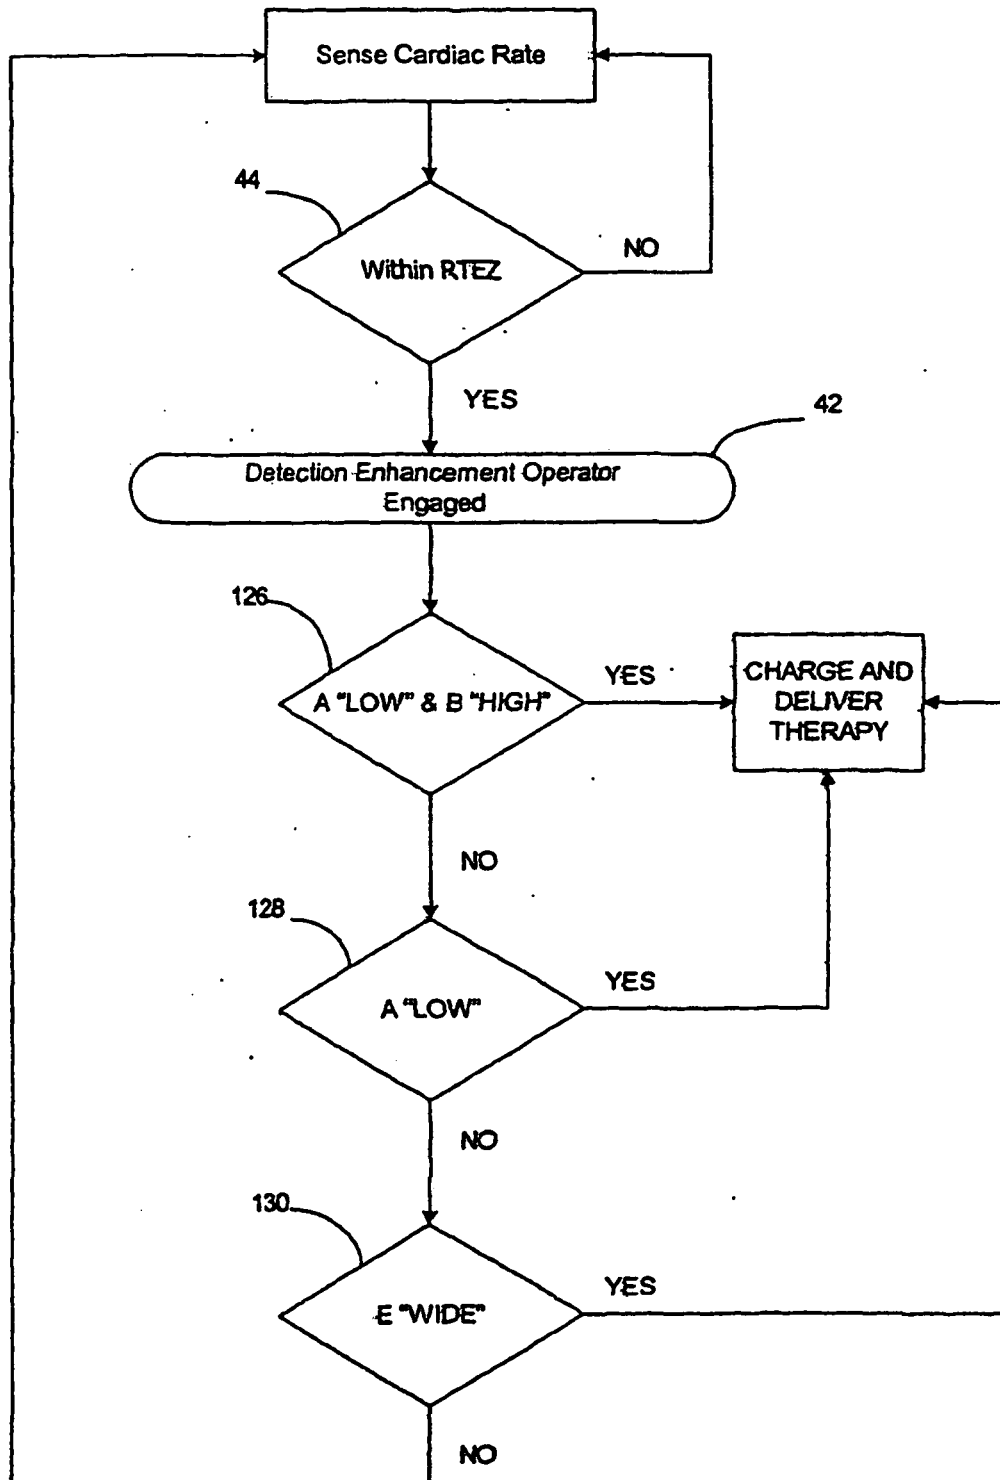 Sense Cardiac Rate
44
Within RTEZ
NO
YES
42
Detection Enhancement Operator
Engaged
126
A "LOW" & B "HIGH"
YES
CHARGE AND
DELIVER
THERAPY
NO
128
A "LOW"
YES
NO
130
E "WIDE"
YES
NO